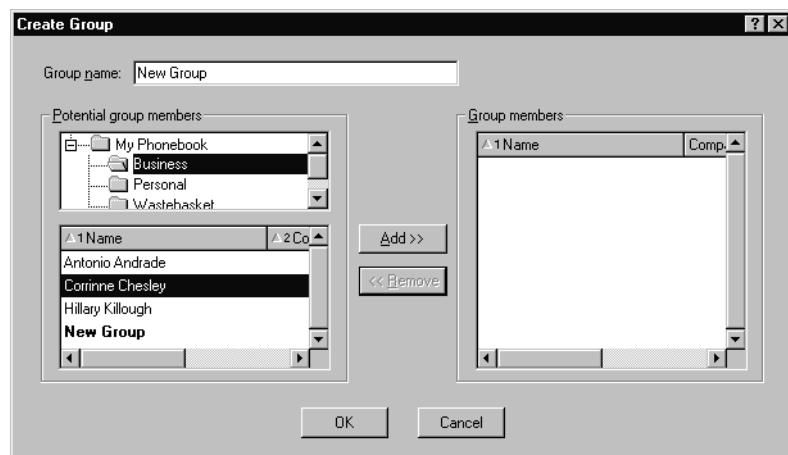 Create Group
Group name: New Group
Potential group members
My Phonebook
Business
Personal
Wastebasket
1 Name 2 Co
Antonio Andrade
Corrinne Chesley
Hillary Killough
New Group
Add >>
<< Remove
Group members
1 Name Comp
OK Cancel